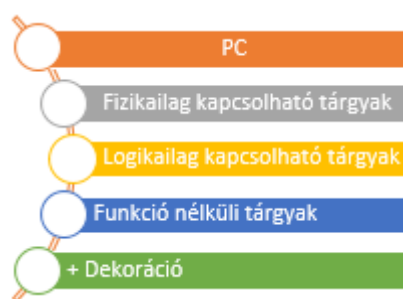 PC
Fizikailag kapcsolható tárgyak
Logikailag kapcsolható tárgyak
Funkció nélküli tárgyak
+ Dekoráció